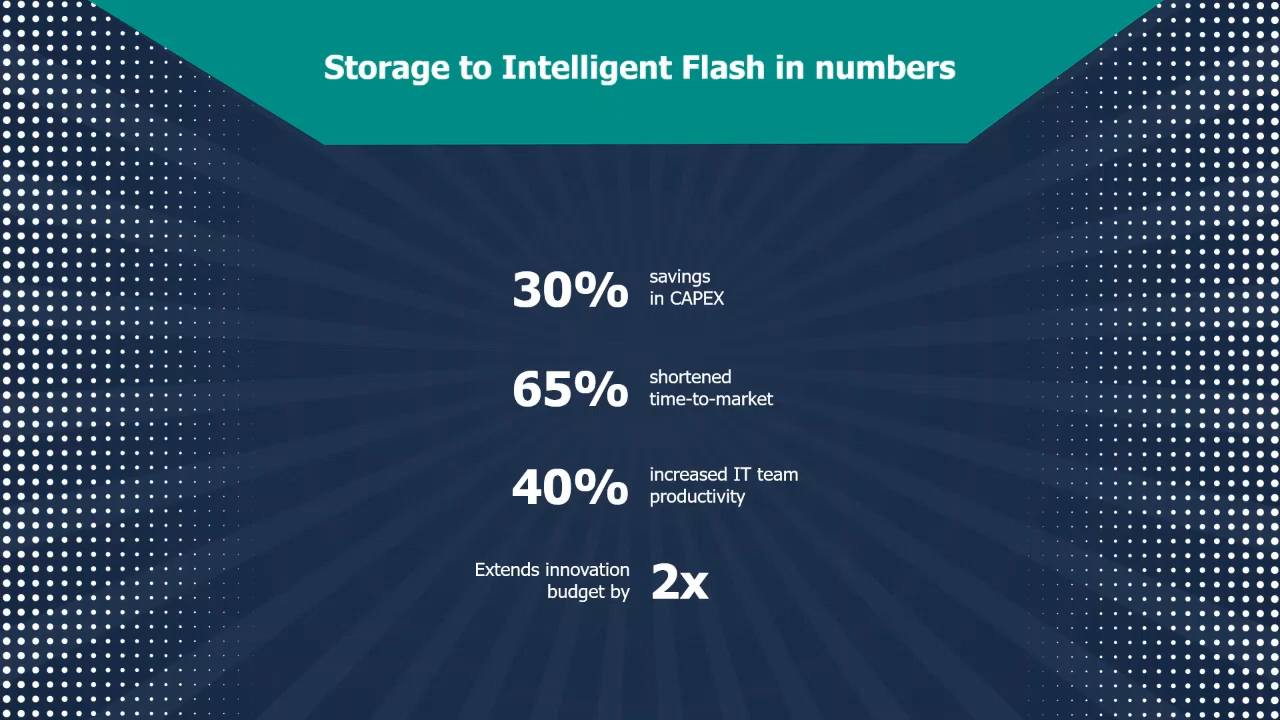 Storage to Intelligent Flash in numbers
30%
savings
in CAPEX
65%
shortened
time-to-market
40%
increased IT team
productivity
Extends innovation
budget by
2x